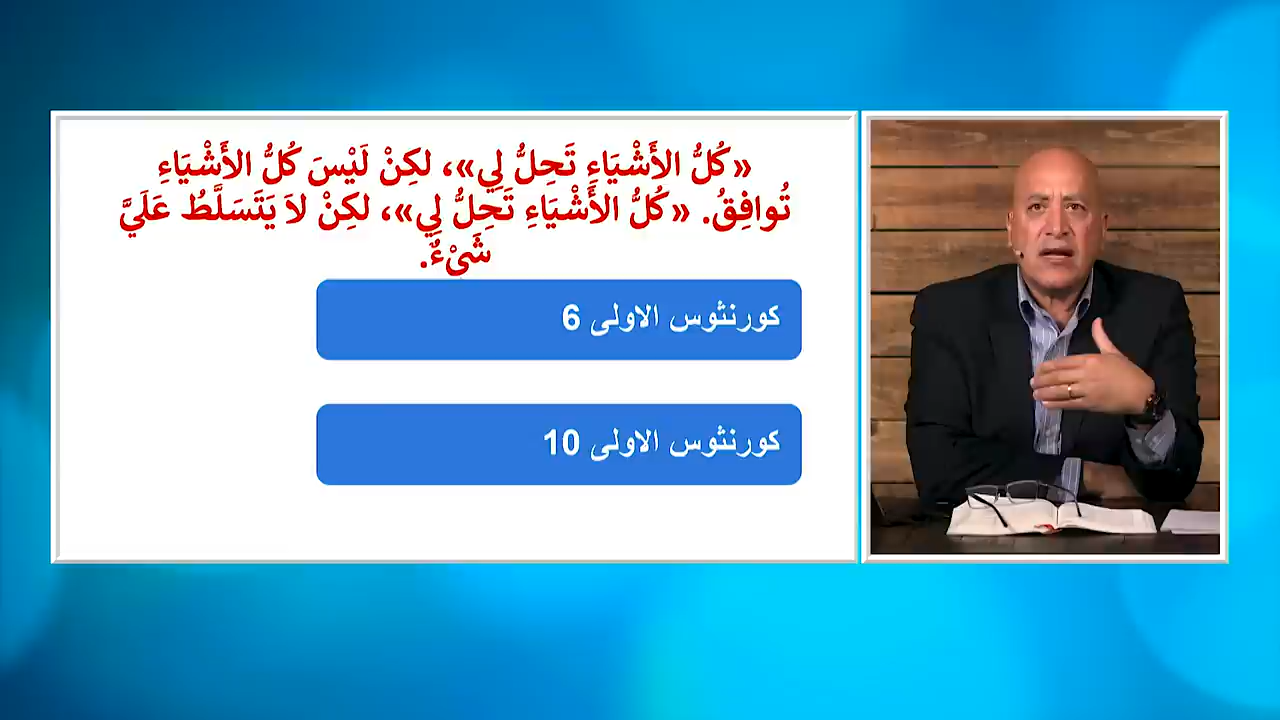 «كُلُّ الأَشْيَاءِ تَحِلُّ لِي»، لكِنْ لَيْسَ كُلُّ الأَشْيَاءِ
تُوافِقُ. «كُلُّ الأَشْيَاءِ تَحِلُّ لِي»، لكِنْ لاَ يَتَسَلَّطُ عَلَيَّ
شَيْءٌ.
كورنثوس الاولى 6
كورنثوس الاولى 10